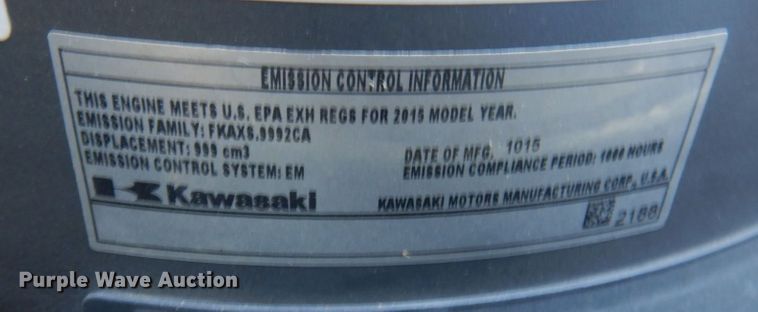 EMISSION CONTROL INFORMATION
THIS ENGINE MEETS U.S. EPA EXH REGS FOR 2015 MODEL YEAR.
EMISSION FAMILY: FKAXS.9992CA
DISPLACEMENT: 999 cm3
DATE OF MFG. 1015
EMISSION CONTROL SYSTEM: EM
EMISSION COMPLIANCE PERIOD: 1000 HOURS
Kawasaki
KAWASAKI MOTORS MANUFACTURING CORP., U.S.A.
2188
Purple Wave Auction